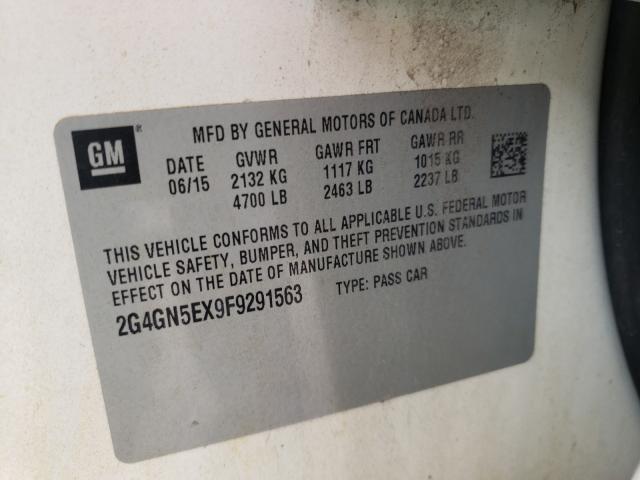 GM
MFD BY GENERAL MOTORS OF CANADA LTD.
DATE GVWR GAWR FRT GAWR RR
06/15 2132 KG 1117 KG 1015 KG
4700 LB 2463 LB 2237 LB
THIS VEHICLE CONFORMS TO ALL APPLICABLE U.S. FEDERAL MOTOR
VEHICLE SAFETY, BUMPER, AND THEFT PREVENTION STANDARDS IN
EFFECT ON THE DATE OF MANUFACTURE SHOWN ABOVE.
2G4GN5EX9F9291563 TYPE: PASS CAR